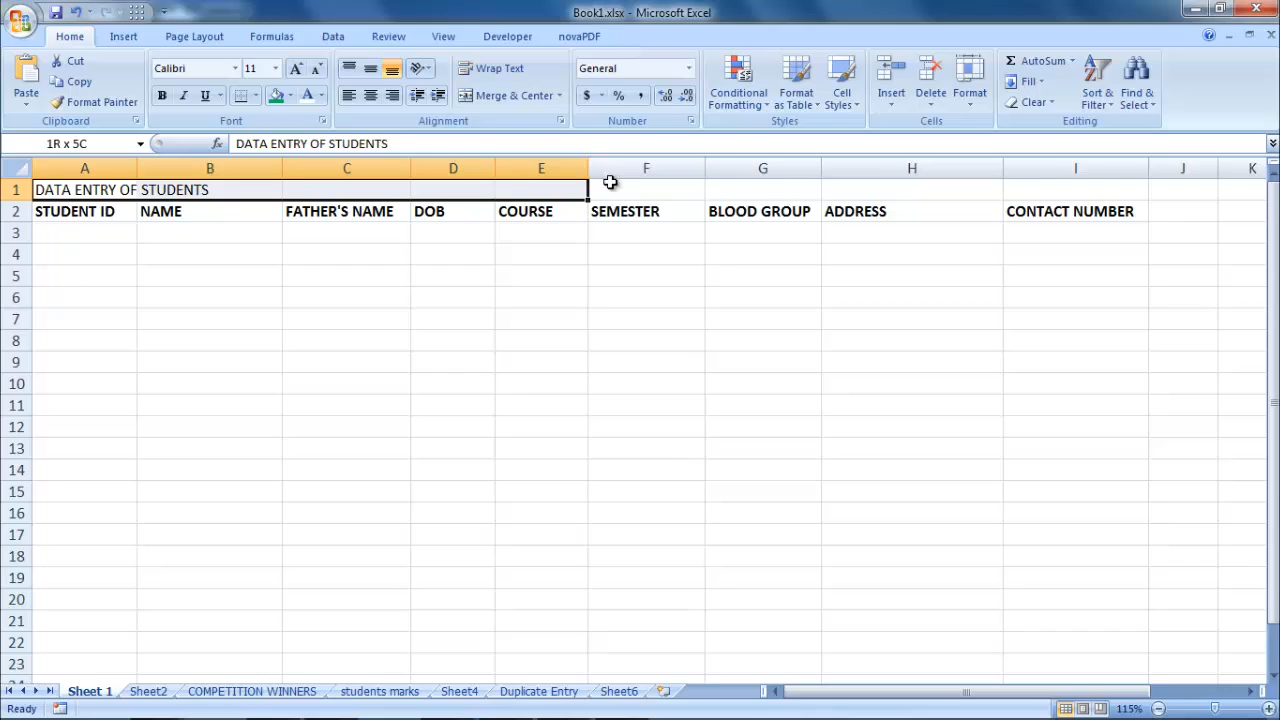 Book1.xlsx - Microsoft Excel
Home Insert Page Layout Formulas Data Review View Developer novaPDF
Paste
Cut
Copy
Format Painter
Clipboard
Calibri 11
B I U
Font
Wrap Text
Merge & Center
Alignment
General
$ % ,
Number
Conditional Formatting
Format as Table
Cell Styles
Styles
Insert Delete Format
Cells
Σ AutoSum
Fill
Clear
Sort & Filter
Find & Select
Editing
1R x 5C fx DATA ENTRY OF STUDENTS
A B C D E F G H I J K
1 DATA ENTRY OF STUDENTS
2 STUDENT ID NAME FATHER'S NAME DOB COURSE SEMESTER BLOOD GROUP ADDRESS CONTACT NUMBER
3
4
5
6
7
8
9
10
11
12
13
14
15
16
17
18
19
20
21
22
23
Sheet 1 Sheet2 COMPETITION WINNERS students marks Sheet4 Duplicate Entry Sheet6
Ready 115%